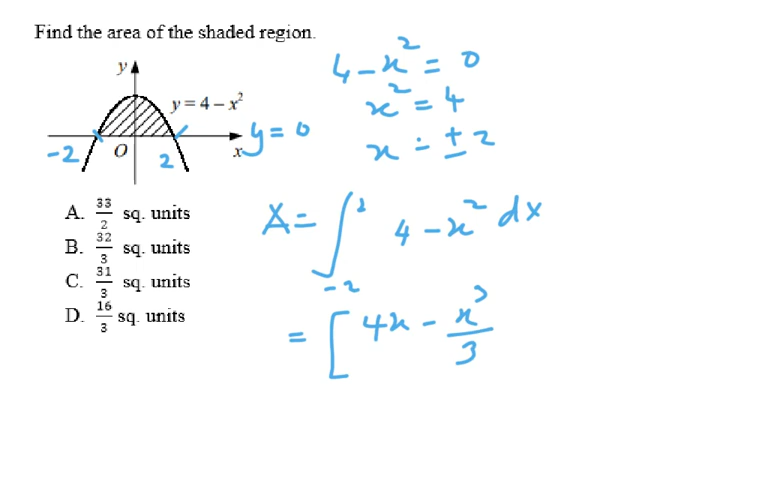 Find the area of the shaded region.
y
y = 4 – x²
O
x
-2
2
y = 0
4 - x² = 0
x² = 4
x = ± 2
A. 33/2 sq. units
B. 32/3 sq. units
C. 31/3 sq. units
D. 16/3 sq. units
A = ∫₋₂² 4 - x² dx
= [ 4x - x³/3